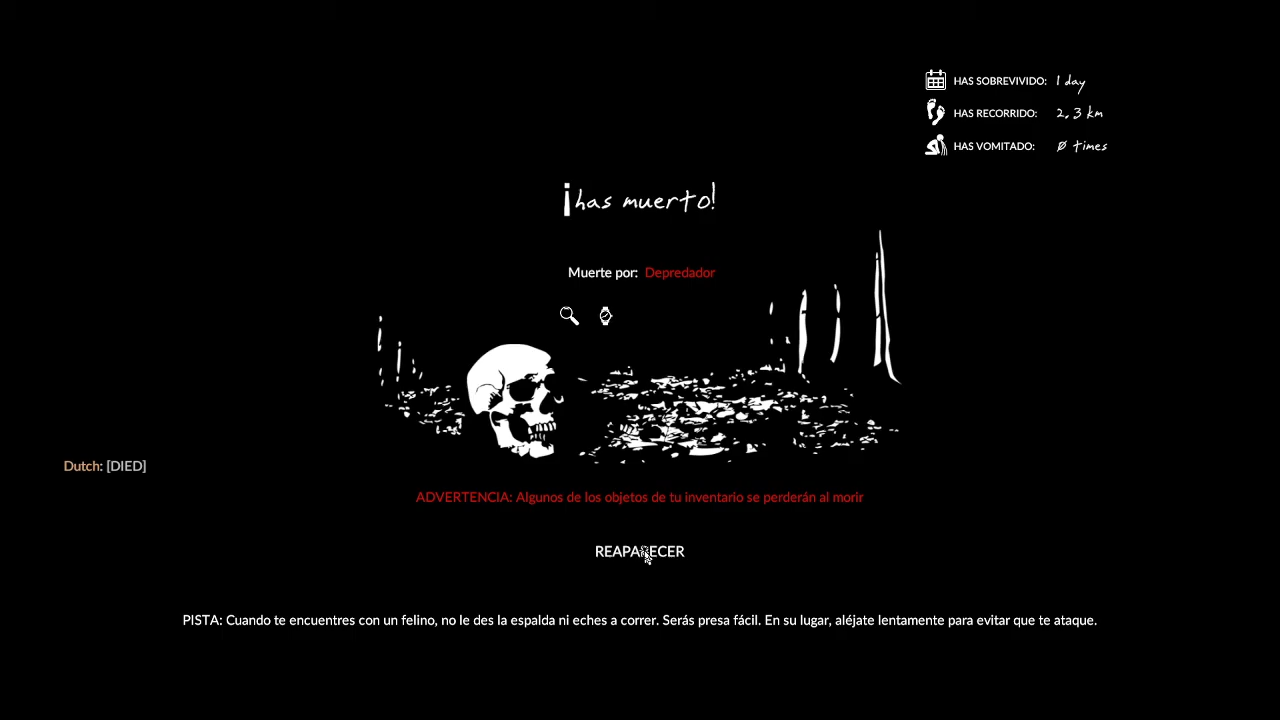 HAS SOBREVIVIDO: 1 day
HAS RECORRIDO: 2,3 km
HAS VOMITADO: 0 times
¡has muerto!
Muerte por: Depredador
Dutch: [DIED]
ADVERTENCIA: Algunos de los objetos de tu inventario se perderán al morir
REAPARECER
PISTA: Cuando te encuentres con un felino, no le des la espalda ni eches a correr. Serás presa fácil. En su lugar, aléjate lentamente para evitar que te ataque.